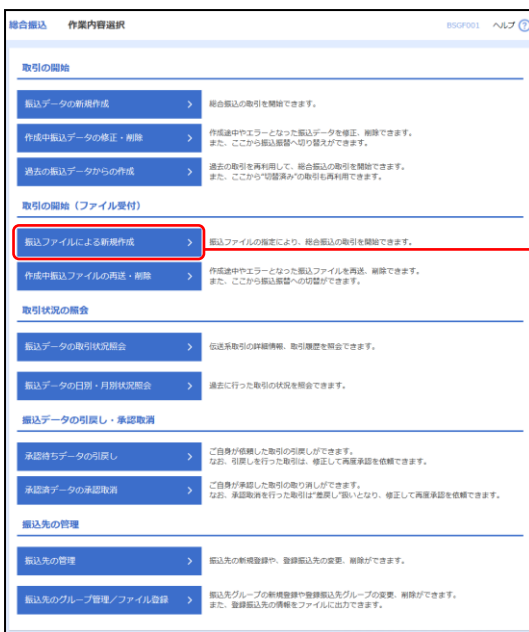 総合振込 作業内容選択 BSGF001 ヘルプ ?
取引の開始
振込データの新規作成 > 総合振込の取引を開始できます。
作成中振込データの修正・削除 > 作成途中やエラーとなった振込データを修正、削除できます。
また、ここから振込振替へ切り替えができます。
過去の振込データからの作成 > 過去の取引を再利用して、総合振込の取引を開始できます。
また、ここから"切替済み"の取引も再利用できます。
取引の開始（ファイル受付）
振込ファイルによる新規作成 > 振込ファイルの指定により、総合振込の取引を開始できます。
作成中振込ファイルの再送・削除 > 作成途中やエラーとなった振込ファイルを再送、削除できます。
また、ここから振込振替への切替ができます。
取引状況の照会
振込データの取引状況照会 > 伝送系取引の詳細情報、取引履歴を照会できます。
振込データの日別・月別状況照会 > 過去に行った取引の状況を照会できます。
振込データの引戻し・承認取消
承認待ちデータの引戻し > ご自身が依頼した取引の引戻しができます。
なお、引戻しを行った取引は、修正して再度承認を依頼できます。
承認済データの承認取消 > ご自身が承認した取引の取り消しができます。
なお、承認取消を行った取引は"差戻し"扱いとなり、修正して再度承認を依頼できます。
振込先の管理
振込先の管理 > 振込先の新規登録や、登録振込先の変更、削除ができます。
振込先のグループ管理／ファイル登録 > 振込先グループの新規登録や登録振込先グループの変更、削除ができます。
また、登録振込先の情報をファイルに出力できます。